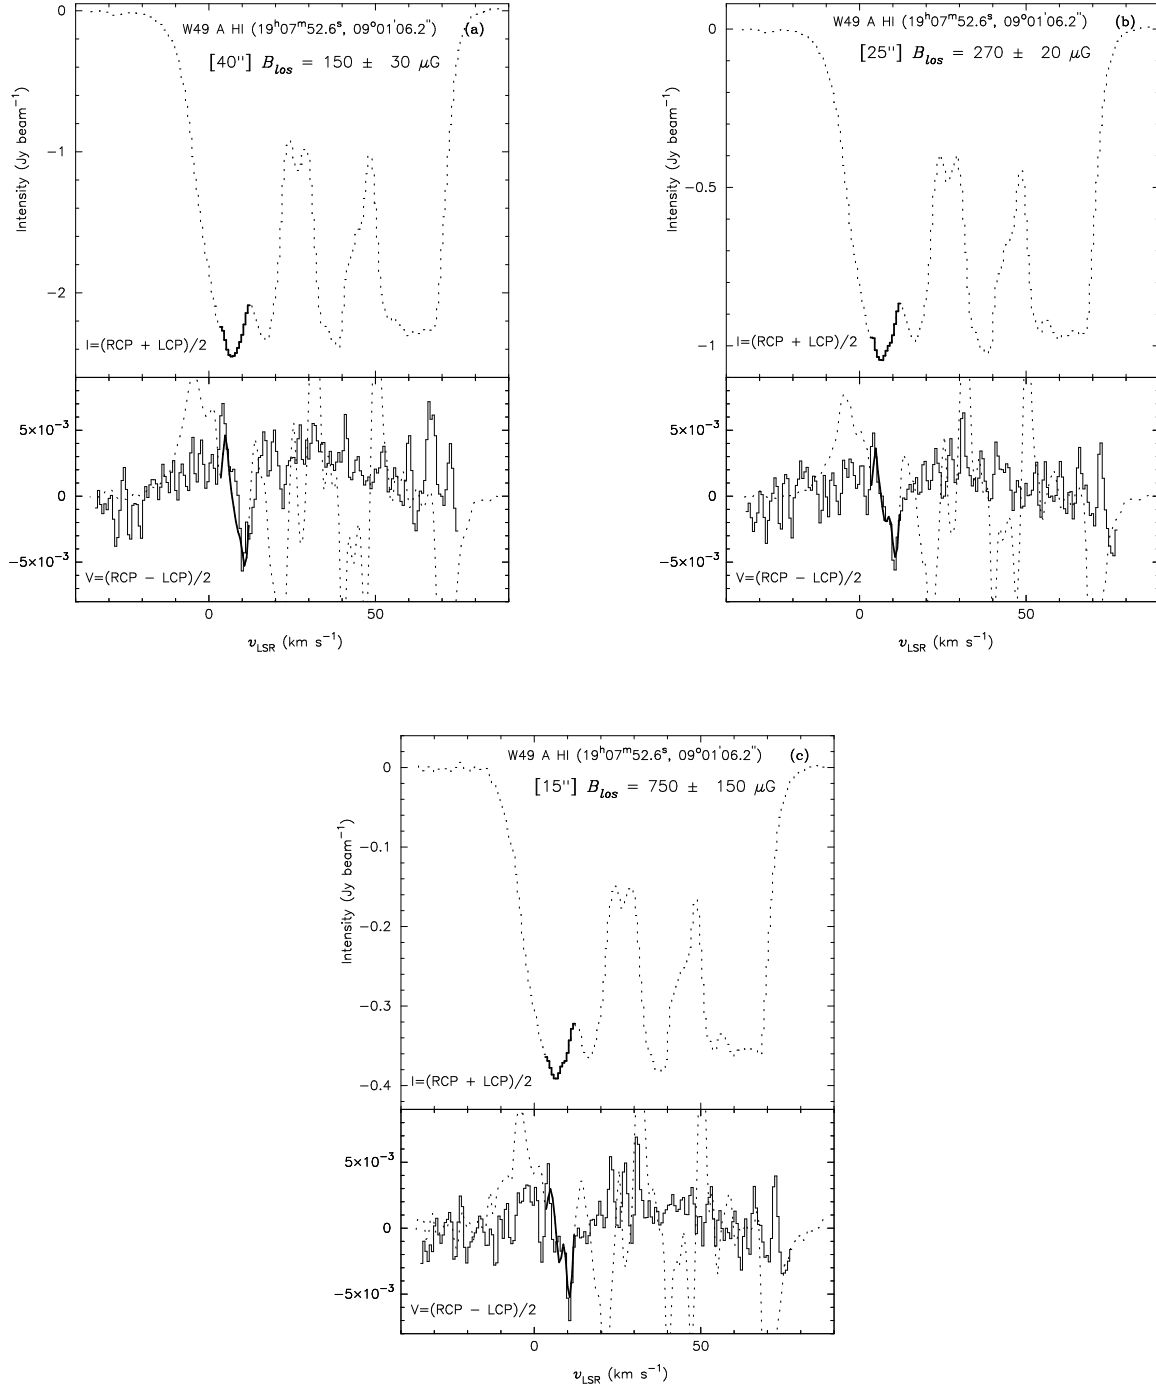 W49 A HI (19ʰ07ᵐ52.6ˢ, 09°01'06.2") (a)
[40"] B_los = 150 ± 30 μG
0
−1
−2
Intensity (Jy beam⁻¹)
I=(RCP + LCP)/2
5×10⁻³
0
−5×10⁻³
V=(RCP − LCP)/2
0 50
v_LSR (km s⁻¹)
W49 A HI (19ʰ07ᵐ52.6ˢ, 09°01'06.2") (b)
[25"] B_los = 270 ± 20 μG
0
−0.5
−1
Intensity (Jy beam⁻¹)
I=(RCP + LCP)/2
5×10⁻³
0
−5×10⁻³
V=(RCP − LCP)/2
0 50
v_LSR (km s⁻¹)
W49 A HI (19ʰ07ᵐ52.6ˢ, 09°01'06.2") (c)
[15"] B_los = 750 ± 150 μG
0
−0.1
−0.2
−0.3
−0.4
Intensity (Jy beam⁻¹)
I=(RCP + LCP)/2
5×10⁻³
0
−5×10⁻³
V=(RCP − LCP)/2
0 50
v_LSR (km s⁻¹)